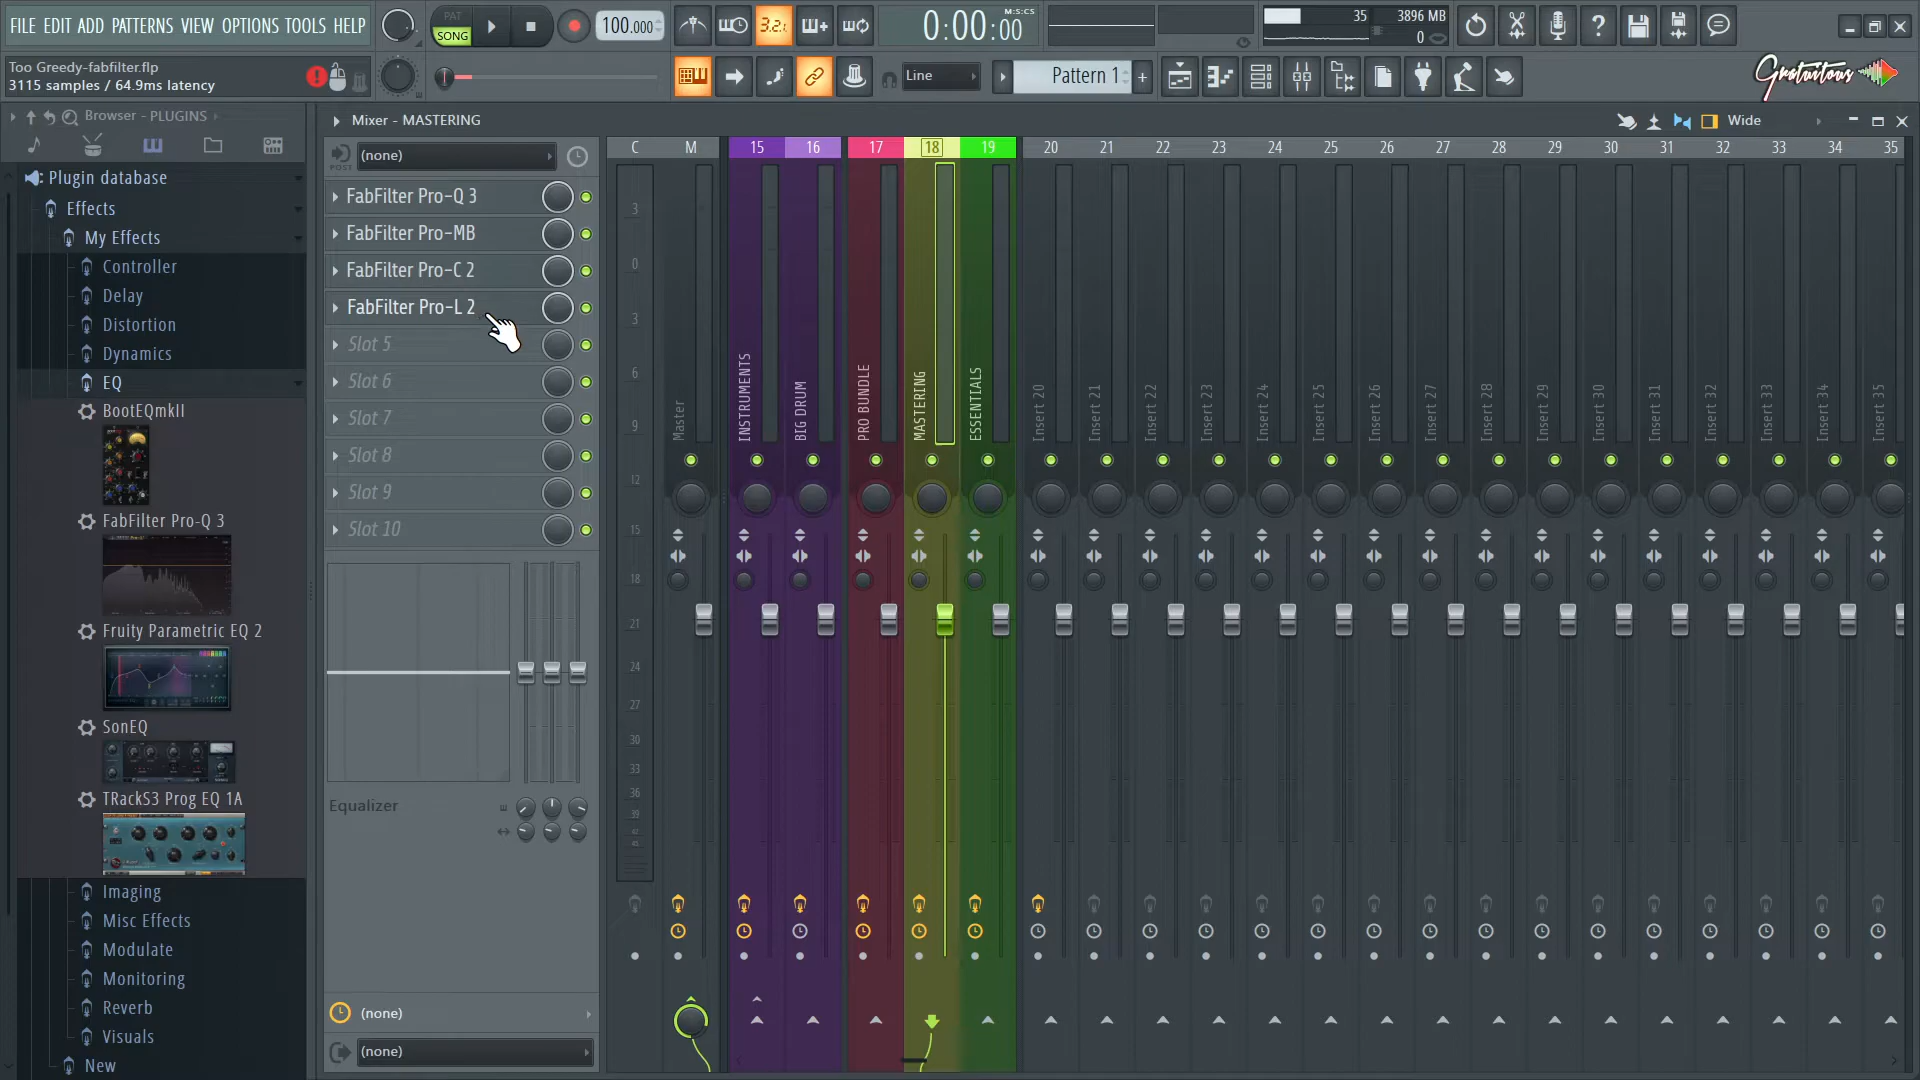 FILE EDIT ADD PATTERNS VIEW OPTIONS TOOLS HELP
PAT
SONG
100.000
3.2.
0:00:00
M:S:CS
35
3896 MB
0
Too Greedy-fabfilter.flp
3115 samples / 64.9ms latency
Line
Pattern 1
Gratuitous
Browser - PLUGINS
Mixer - MASTERING
Wide
Plugin database
Effects
My Effects
Controller
Delay
Distortion
Dynamics
EQ
BootEQmkII
FabFilter Pro-Q 3
Fruity Parametric EQ 2
SonEQ
TRackS3 Prog EQ 1A
Imaging
Misc Effects
Modulate
Monitoring
Reverb
Visuals
New
POST
(none)
FabFilter Pro-Q 3
FabFilter Pro-MB
FabFilter Pro-C 2
FabFilter Pro-L 2
Slot 5
Slot 6
Slot 7
Slot 8
Slot 9
Slot 10
Equalizer
(none)
(none)
C M 15 16 17 18 19 20 21 22 23 24 25 26 27 28 29 30 31 32 33 34 35
3
0
3
6
9
12
15
18
21
24
27
30
33
36
39
42
45
Master
INSTRUMENTS
BIG DRUM
PRO BUNDLE
MASTERING
ESSENTIALS
Insert 20
Insert 21
Insert 22
Insert 23
Insert 24
Insert 25
Insert 26
Insert 27
Insert 28
Insert 29
Insert 30
Insert 31
Insert 32
Insert 33
Insert 34
Insert 35